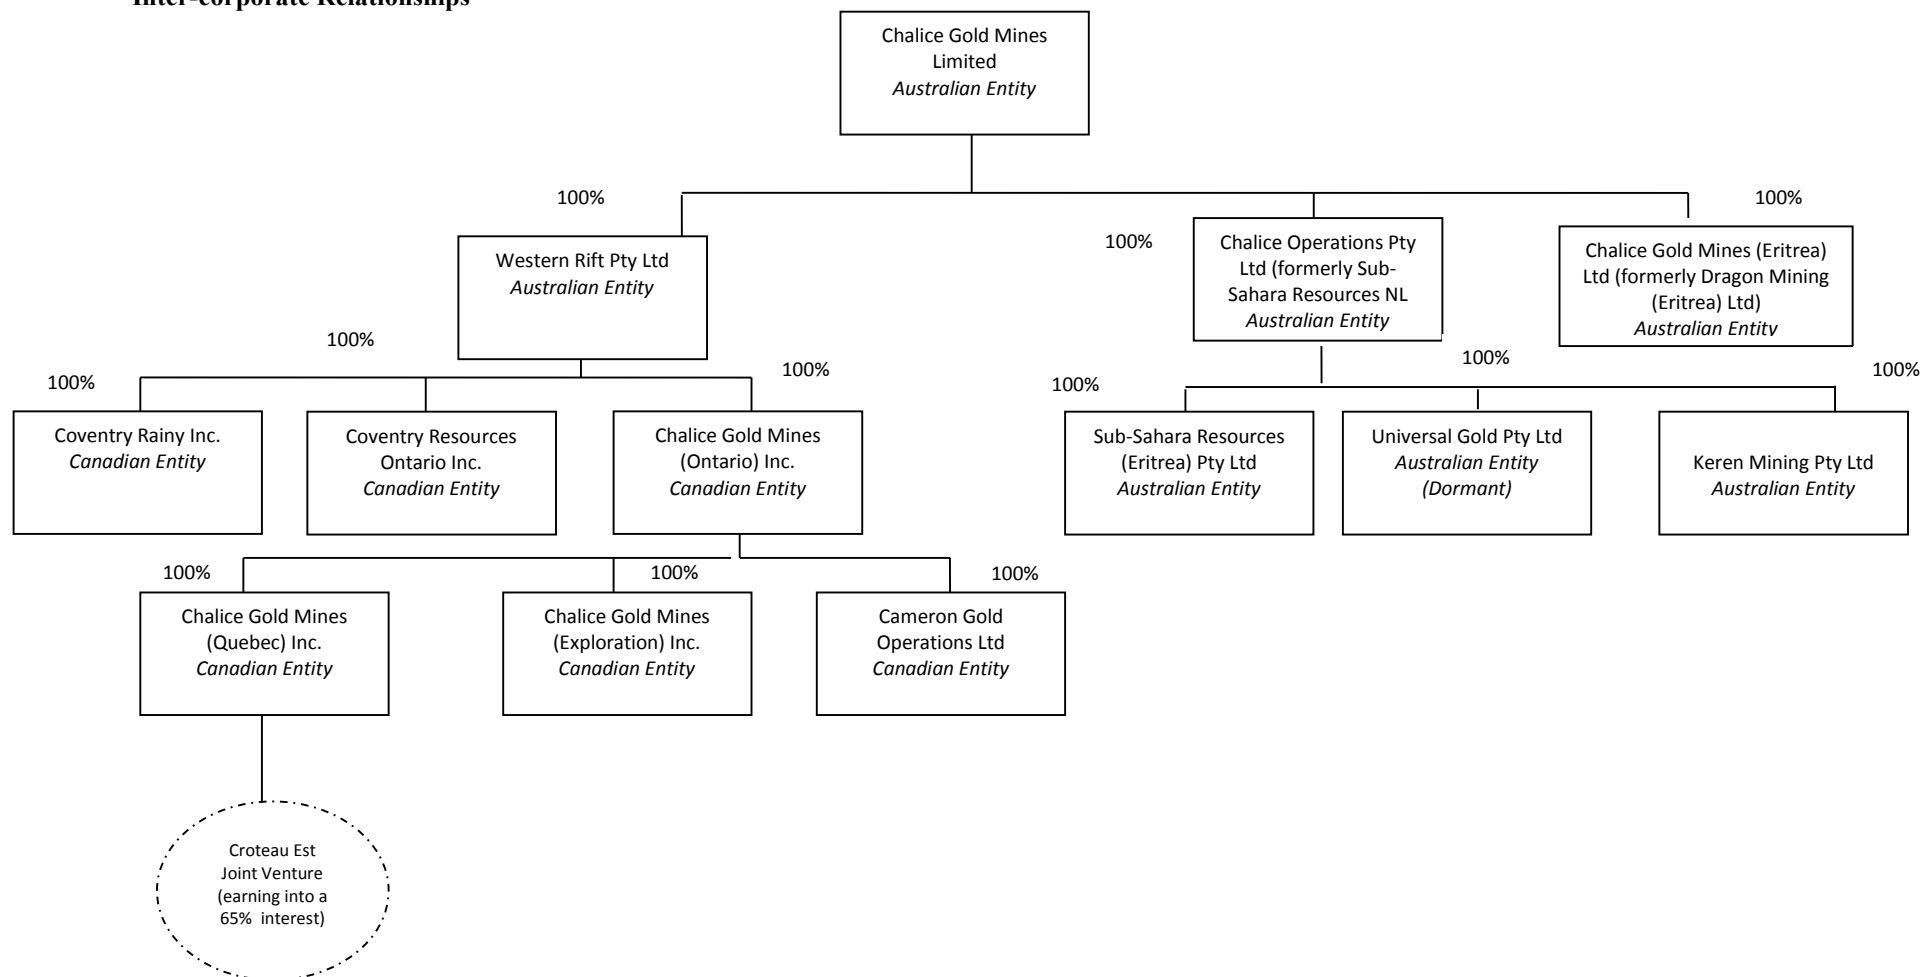 Inter-corporate Relationships
Chalice Gold Mines
Limited
Australian Entity
100%
100%
100%
Western Rift Pty Ltd
Australian Entity
Chalice Operations Pty
Ltd (formerly Sub-
Sahara Resources NL
Australian Entity
Chalice Gold Mines (Eritrea)
Ltd (formerly Dragon Mining
(Eritrea) Ltd)
Australian Entity
100%
100%
100%
100%
100%
100%
Coventry Rainy Inc.
Canadian Entity
Coventry Resources
Ontario Inc.
Canadian Entity
Chalice Gold Mines
(Ontario) Inc.
Canadian Entity
Sub-Sahara Resources
(Eritrea) Pty Ltd
Australian Entity
Universal Gold Pty Ltd
Australian Entity
(Dormant)
Keren Mining Pty Ltd
Australian Entity
100%
100%
100%
Chalice Gold Mines
(Quebec) Inc.
Canadian Entity
Chalice Gold Mines
(Exploration) Inc.
Canadian Entity
Cameron Gold
Operations Ltd
Canadian Entity
Croteau Est
Joint Venture
(earning into a
65% interest)